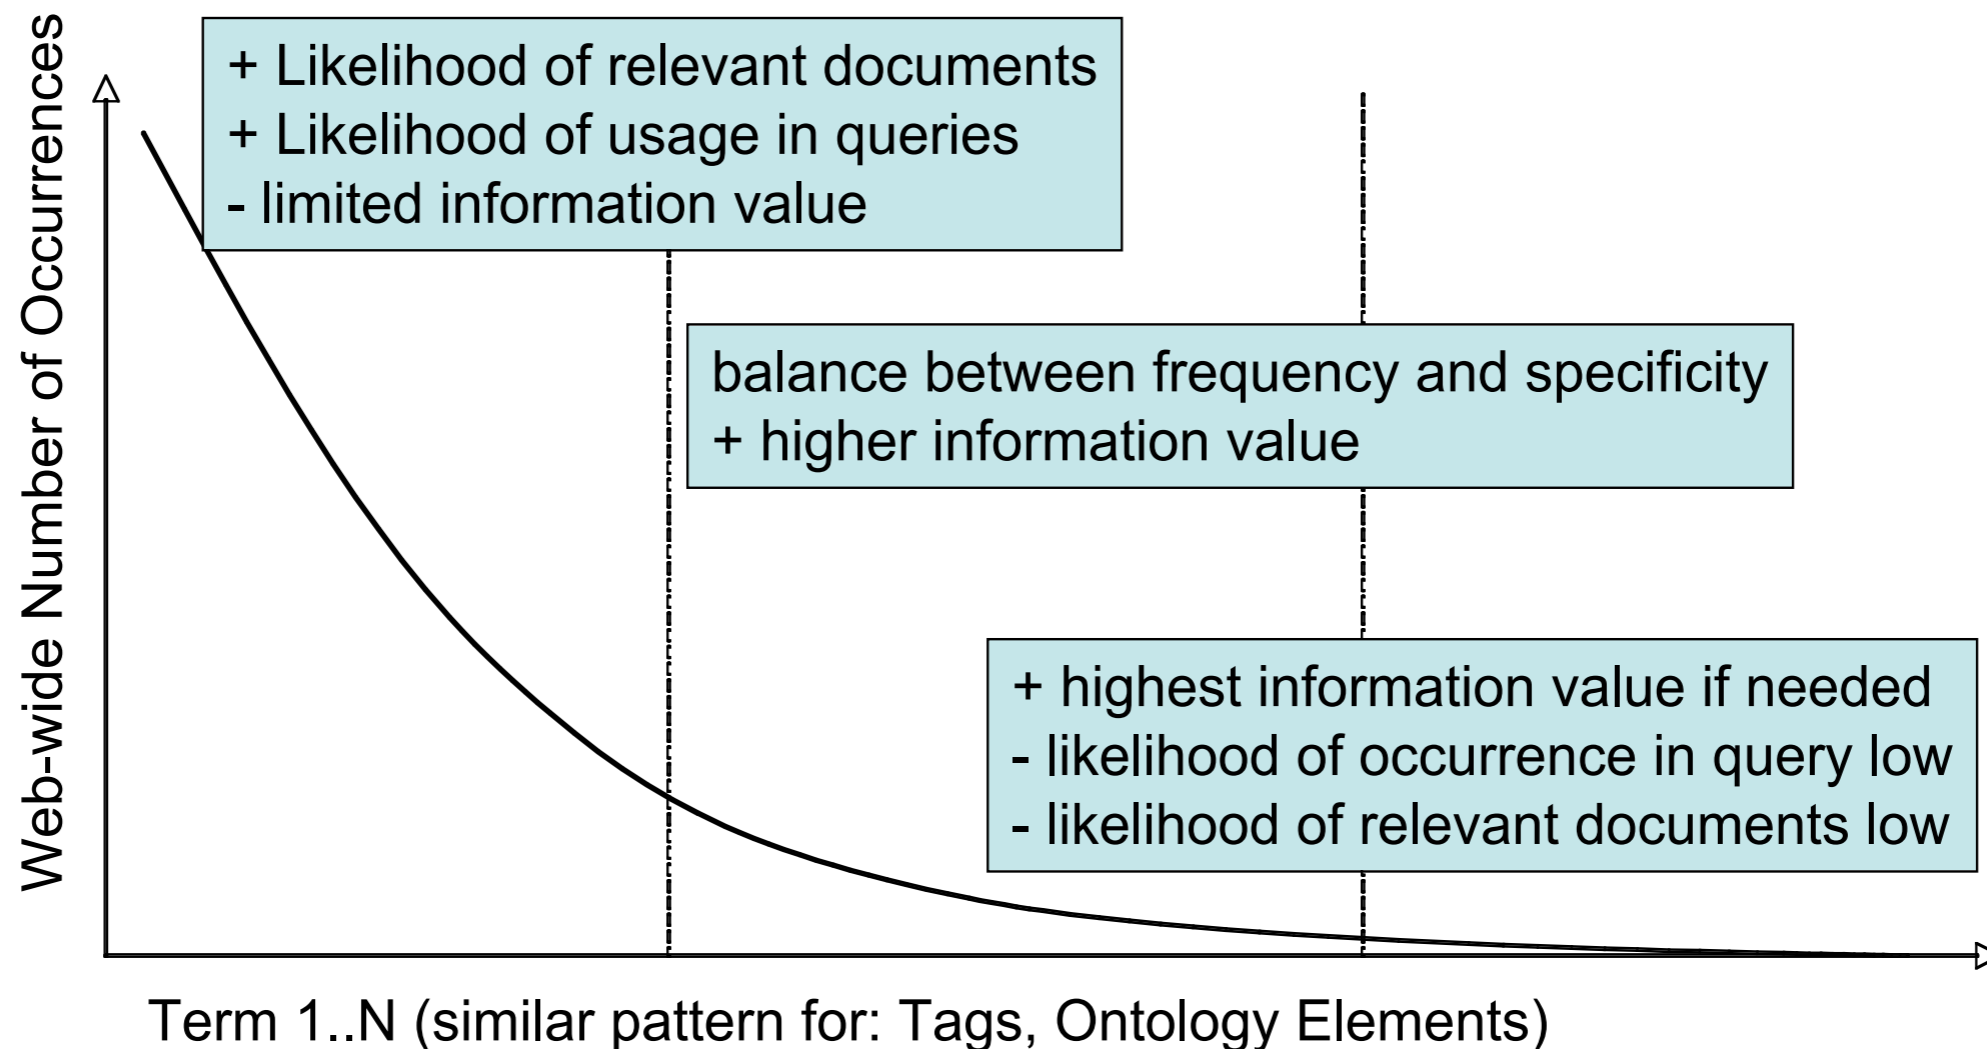 Web-wide Number of Occurrences
+ Likelihood of relevant documents
+ Likelihood of usage in queries
- limited information value
balance between frequency and specificity
+ higher information value
+ highest information value if needed
- likelihood of occurrence in query low
- likelihood of relevant documents low
Term 1..N (similar pattern for: Tags, Ontology Elements)